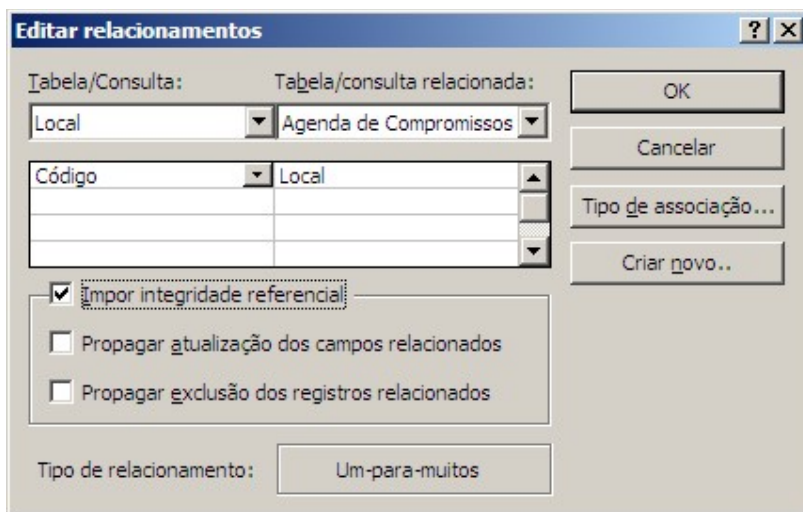 Editar relacionamentos
Tabela/Consulta: Tabela/consulta relacionada:
Local Agenda de Compromissos
Código Local
OK
Cancelar
Tipo de associação...
Criar novo..
Impor integridade referencial
Propagar atualização dos campos relacionados
Propagar exclusão dos registros relacionados
Tipo de relacionamento: Um-para-muitos